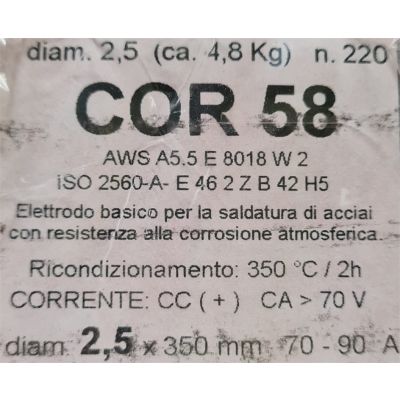 diam. 2,5 (ca. 4,8 Kg) n. 220
COR 58
AWS A5.5 E 8018 W 2
ISO 2560-A- E 46 2 Z B 42 H5
Elettrodo basico per la saldatura di acciai
con resistenza alla corrosione atmosferica.
Ricondizionamento: 350 °C / 2h
CORRENTE: CC ( + ) CA > 70 V
diam. 2,5 x 350 mm 70 - 90 A